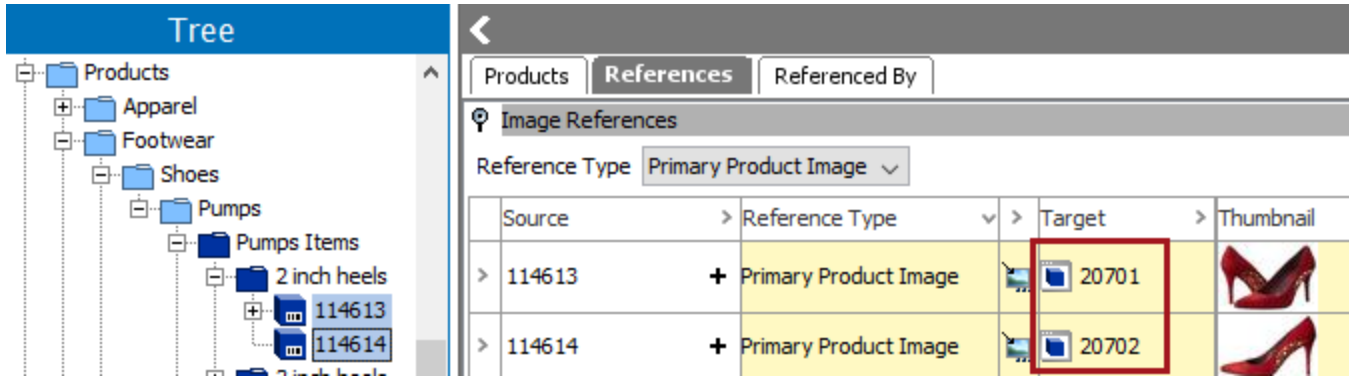 Tree
Products
Apparel
Footwear
Shoes
Pumps
Pumps Items
2 inch heels
114613
114614
Products References Referenced By
Image References
Reference Type Primary Product Image
Source > Reference Type > Target > Thumbnail
> 114613 + Primary Product Image 20701
> 114614 + Primary Product Image 20702